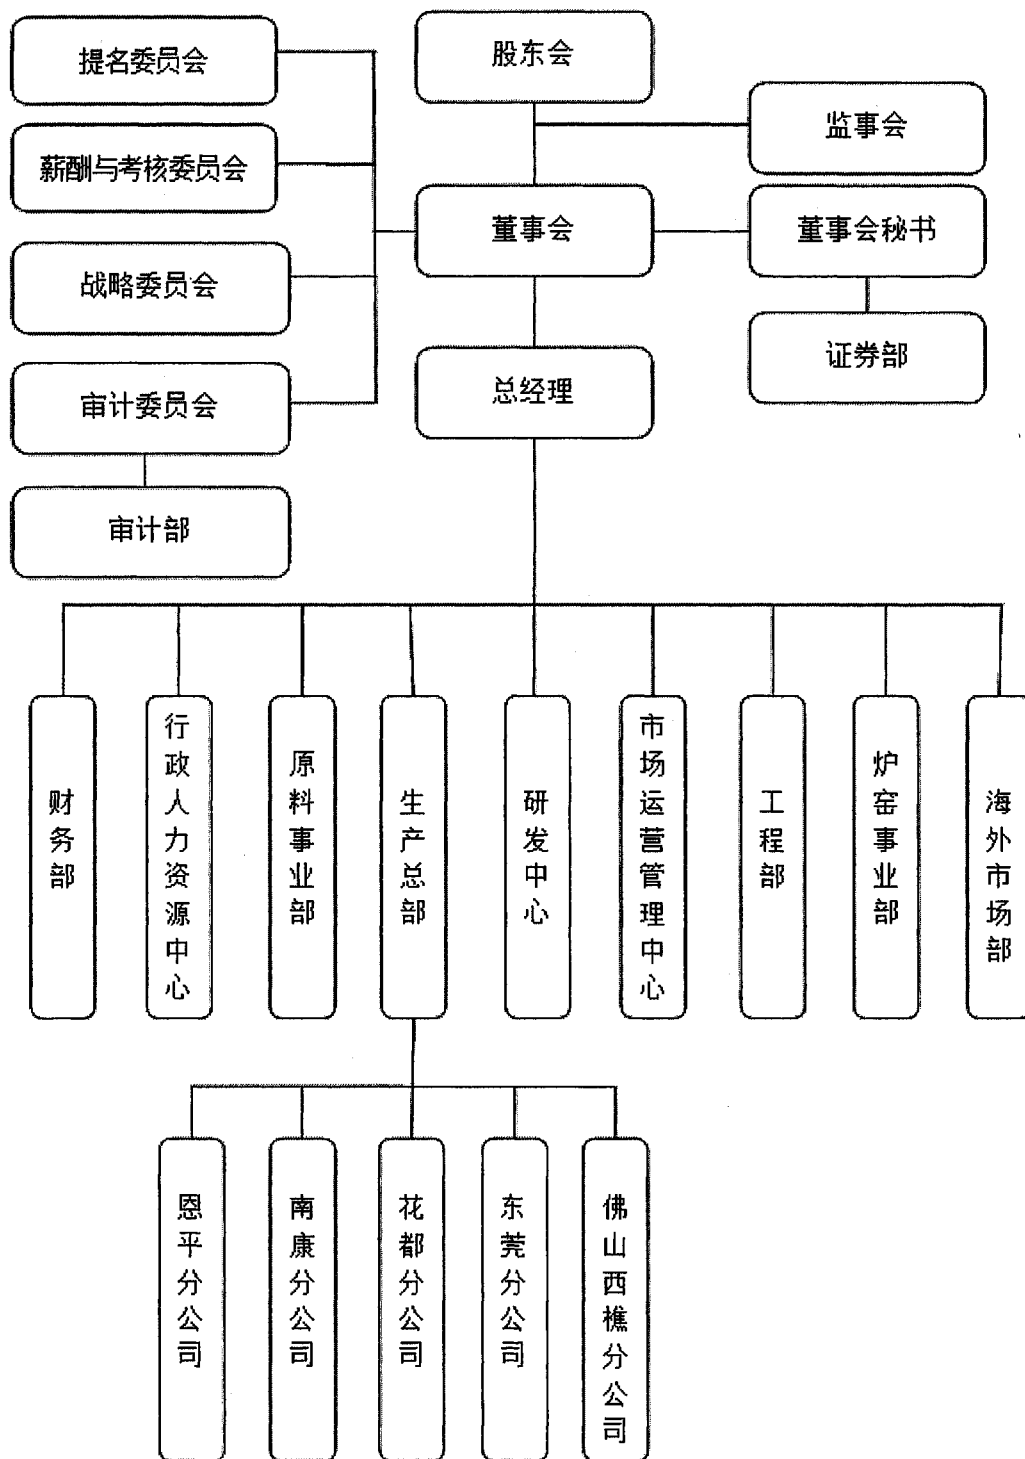 提名委员会
股东会
监事会
薪酬与考核委员会
董事会
董事会秘书
战略委员会
证券部
总经理
审计委员会
审计部
财务部
行政人力资源中心
原料事业部
生产总部
研发中心
市场运营管理中心
工程部
炉窑事业部
海外市场部
恩平分公司
南康分公司
花都分公司
东莞分公司
佛山西樵分公司